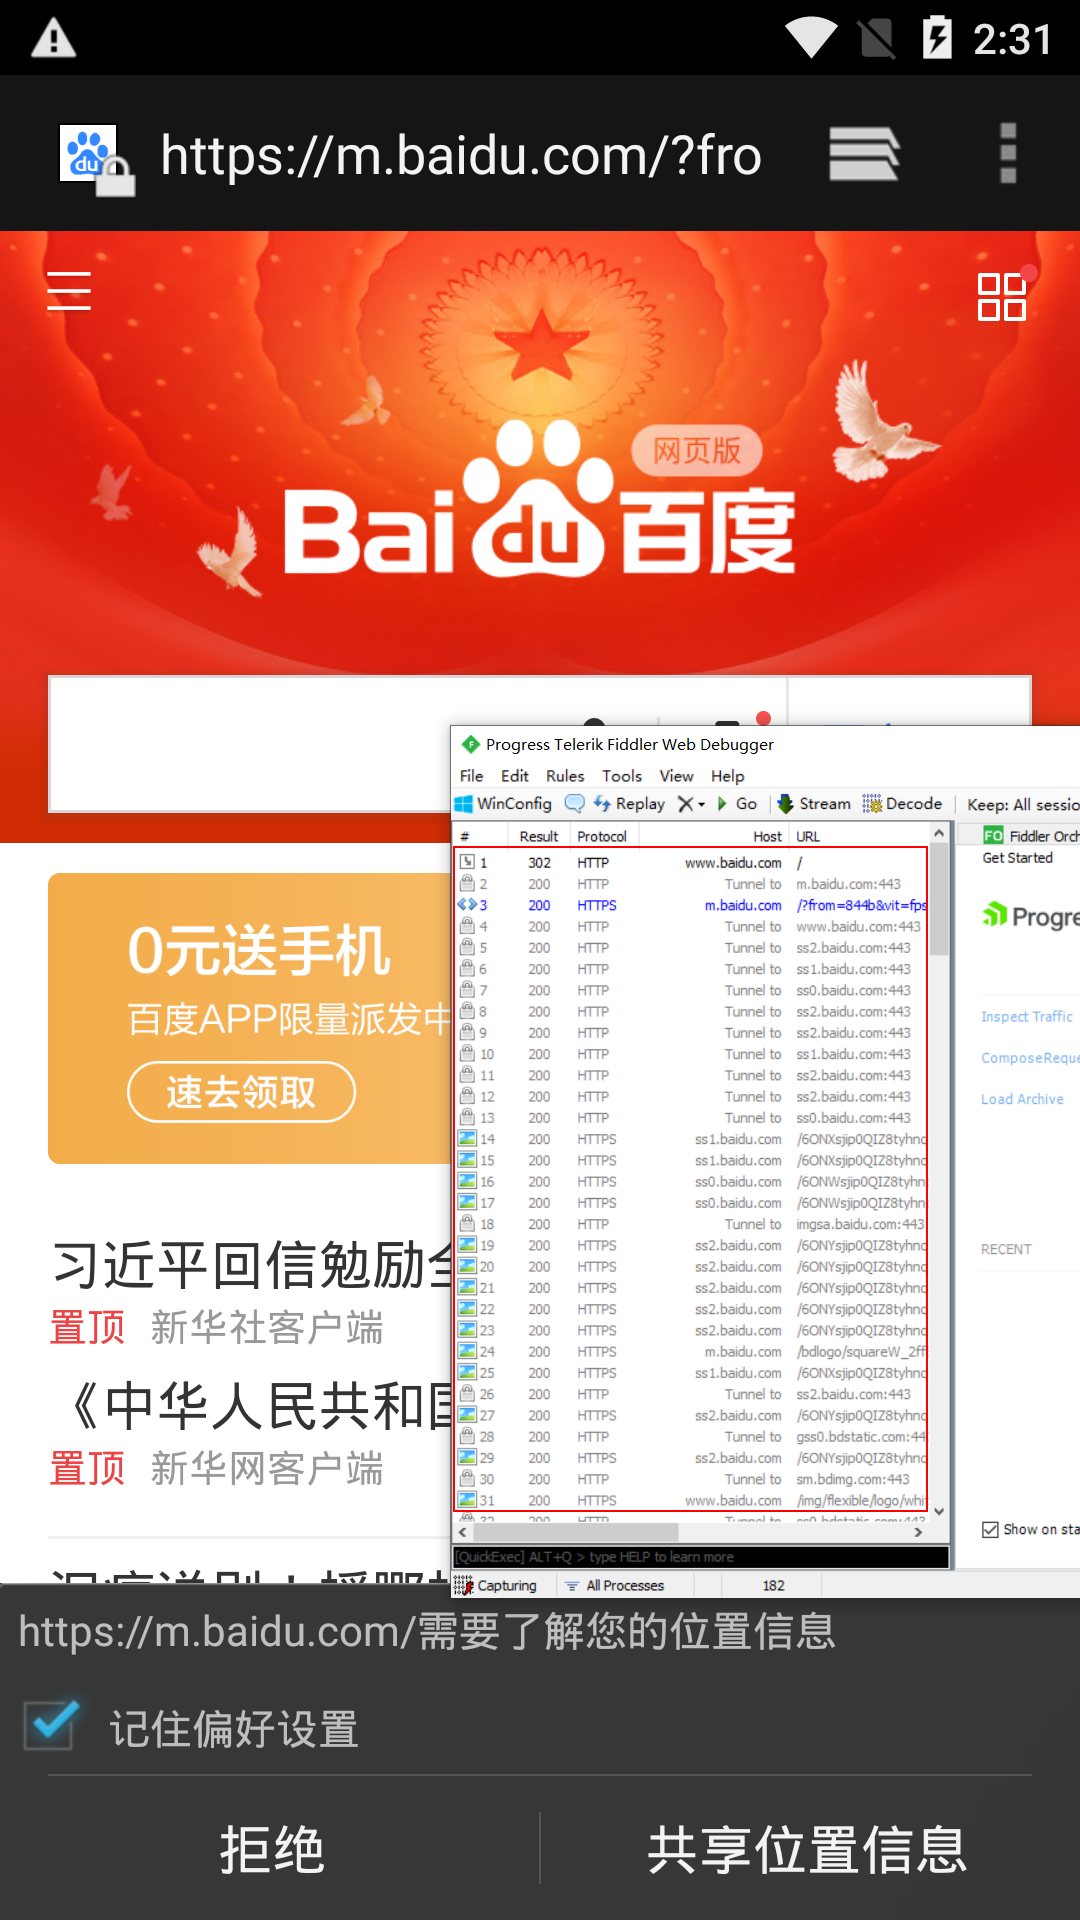 2:31
https://m.baidu.com/?fro
网页版
Bai du 百度
0元送手机
百度APP限量派发中
速去领取
习近平回信勉励全
置顶 新华社客户端
《中华人民共和国
置顶 新华网客户端
Progress Telerik Fiddler Web Debugger
File Edit Rules Tools View Help
WinConfig Replay Go Stream Decode Keep: All sessio
# Result Protocol Host URL
1 302 HTTP www.baidu.com /
2 200 HTTP Tunnel to m.baidu.com:443
3 200 HTTPS m.baidu.com /?from=844b&vit=fps
4 200 HTTP Tunnel to www.baidu.com:443
5 200 HTTP Tunnel to ss2.baidu.com:443
6 200 HTTP Tunnel to ss1.baidu.com:443
7 200 HTTP Tunnel to ss0.baidu.com:443
8 200 HTTP Tunnel to ss2.baidu.com:443
9 200 HTTP Tunnel to ss2.baidu.com:443
10 200 HTTP Tunnel to ss1.baidu.com:443
11 200 HTTP Tunnel to ss2.baidu.com:443
12 200 HTTP Tunnel to ss2.baidu.com:443
13 200 HTTP Tunnel to ss0.baidu.com:443
14 200 HTTPS ss1.baidu.com /6ONXsjip0QIZ8tyhnq
15 200 HTTPS ss1.baidu.com /6ONXsjip0QIZ8tyhnq
16 200 HTTPS ss0.baidu.com /6ONWsjip0QIZ8tyhn
17 200 HTTPS ss0.baidu.com /6ONWsjip0QIZ8tyhn
18 200 HTTP Tunnel to imgsa.baidu.com:443
19 200 HTTPS ss2.baidu.com /6ONYsjip0QIZ8tyhnq
20 200 HTTPS ss2.baidu.com /6ONYsjip0QIZ8tyhnq
21 200 HTTPS ss2.baidu.com /6ONYsjip0QIZ8tyhnq
22 200 HTTPS ss2.baidu.com /6ONYsjip0QIZ8tyhnq
23 200 HTTPS ss2.baidu.com /6ONYsjip0QIZ8tyhnq
24 200 HTTPS m.baidu.com /bdlogo/squareW_2ff
25 200 HTTPS ss1.baidu.com /6ONXsjip0QIZ8tyhnq
26 200 HTTP Tunnel to ss2.baidu.com:443
27 200 HTTPS ss2.baidu.com /6ONYsjip0QIZ8tyhnq
28 200 HTTP Tunnel to gss0.bdstatic.com:44
29 200 HTTPS ss2.baidu.com /6ONYsjip0QIZ8tyhnq
30 200 HTTP Tunnel to sm.bdimg.com:443
31 200 HTTPS www.baidu.com /img/flexible/logo/whi
32 200 HTTP Tunnel to ss0.bdstatic.com:443
[QuickExec] ALT+Q > type HELP to learn more
Capturing All Processes 182
FO Fiddler Orch
Get Started
Progre
Inspect Traffic
ComposeReque
Load Archive
RECENT
Show on sta
https://m.baidu.com/需要了解您的位置信息
记住偏好设置
拒绝 共享位置信息